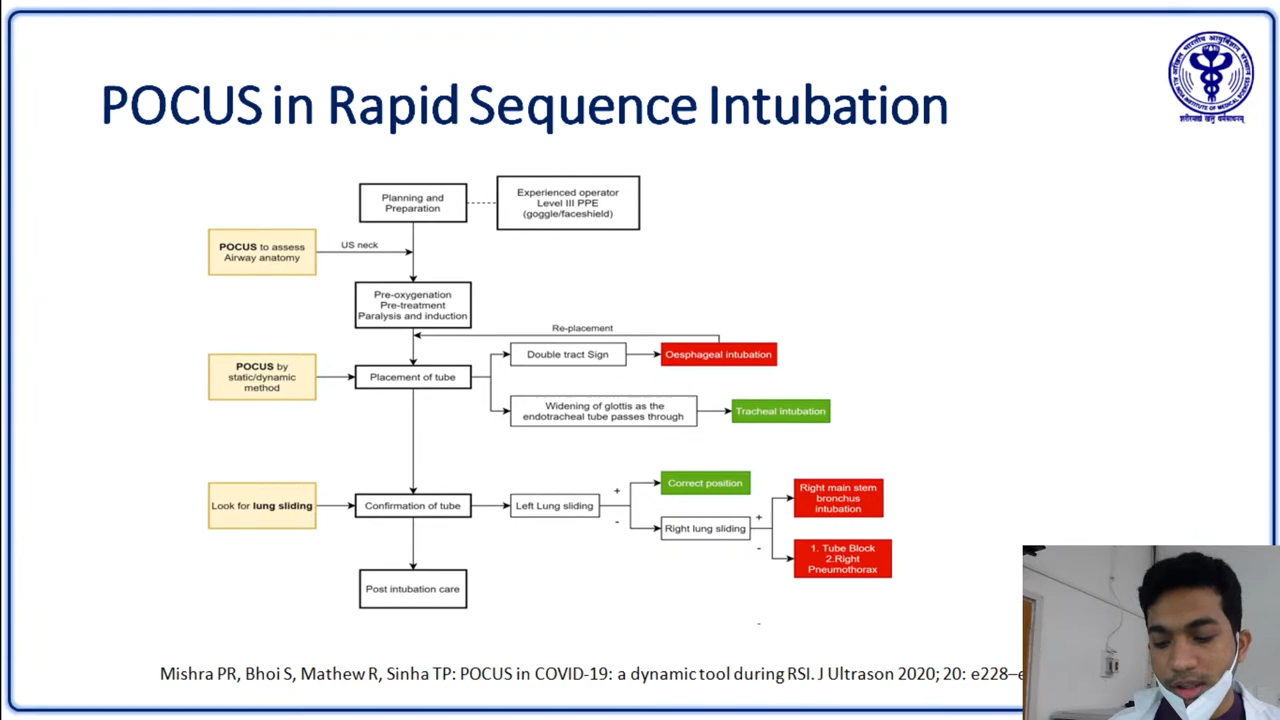 POCUS in Rapid Sequence Intubation
Planning and
Preparation
Experienced operator
Level III PPE
(goggle/faceshield)
POCUS to assess
Airway anatomy
US neck
Pre-oxygenation
Pre-treatment
Paralysis and induction
Re-placement
Double tract Sign
Oesphageal intubation
POCUS by
static/dynamic
method
Placement of tube
Widening of glottis as the
endotracheal tube passes through
Tracheal intubation
Look for lung sliding
Confirmation of tube
Left Lung sliding
+
-
Correct position
Right lung sliding
+
-
Right main stem
bronchus
intubation
1. Tube Block
2.Right
Pneumothorax
Post intubation care
-
Mishra PR, Bhoi S, Mathew R, Sinha TP: POCUS in COVID-19: a dynamic tool during RSI. J Ultrason 2020; 20: e228–e